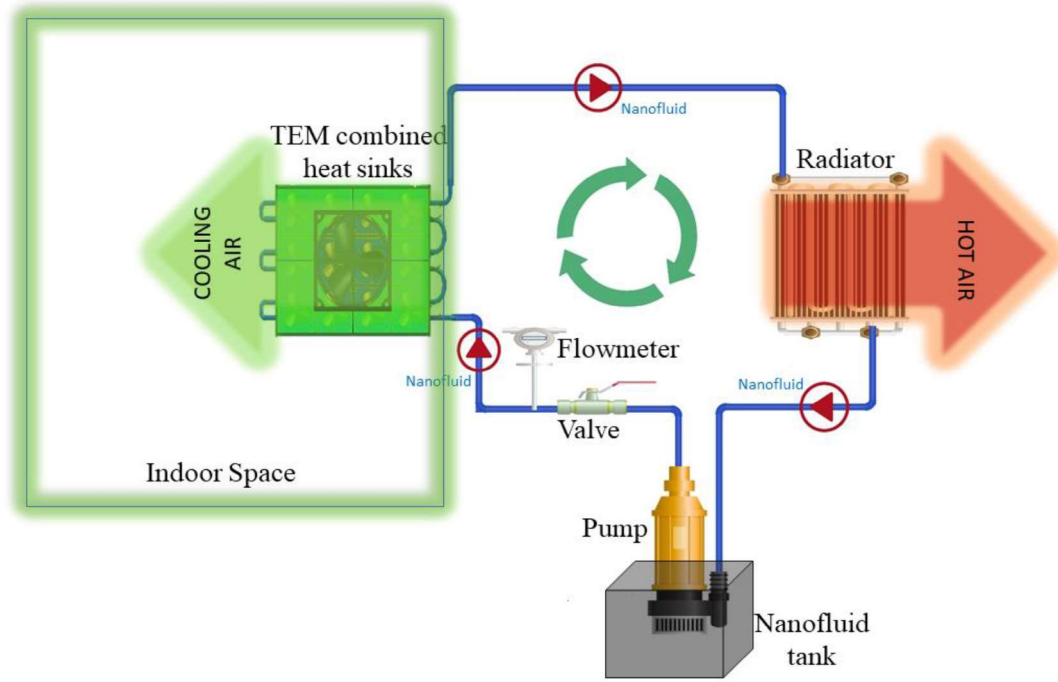 Nanofluid
TEM combined
heat sinks
Radiator
COOLING
AIR
HOT AIR
Flowmeter
Nanofluid
Nanofluid
Valve
Indoor Space
Pump
Nanofluid
tank